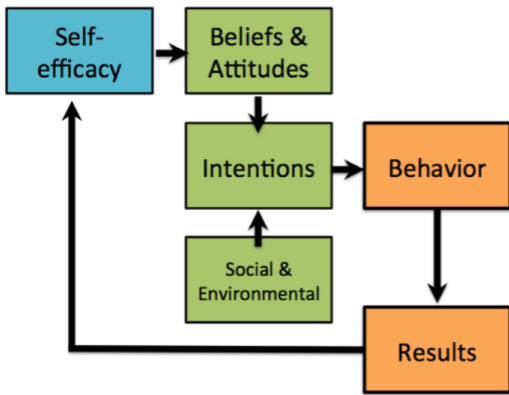 Self-
efficacy
Beliefs &
Attitudes
Intentions
Behavior
Social &
Environmental
Results